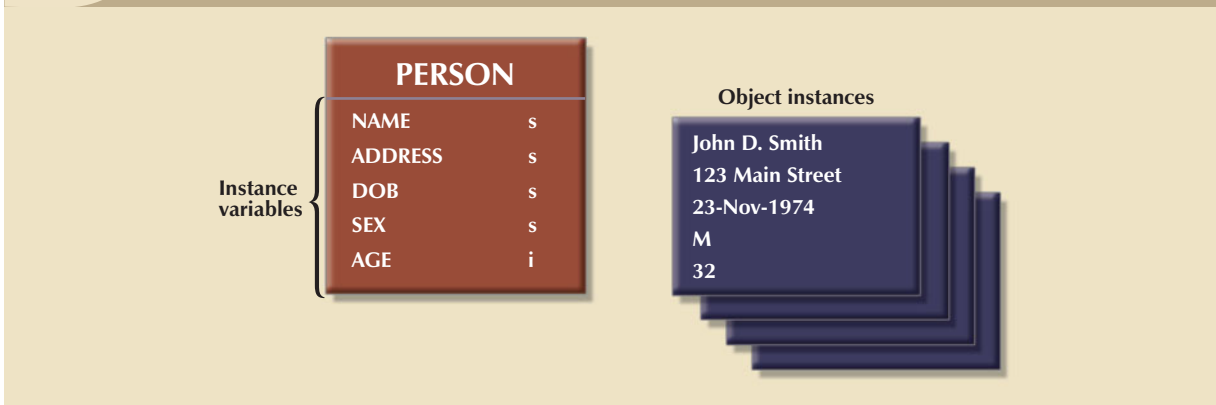 PERSON
Instance variables
NAME s
ADDRESS s
DOB s
SEX s
AGE i
Object instances
John D. Smith
123 Main Street
23-Nov-1974
M
32